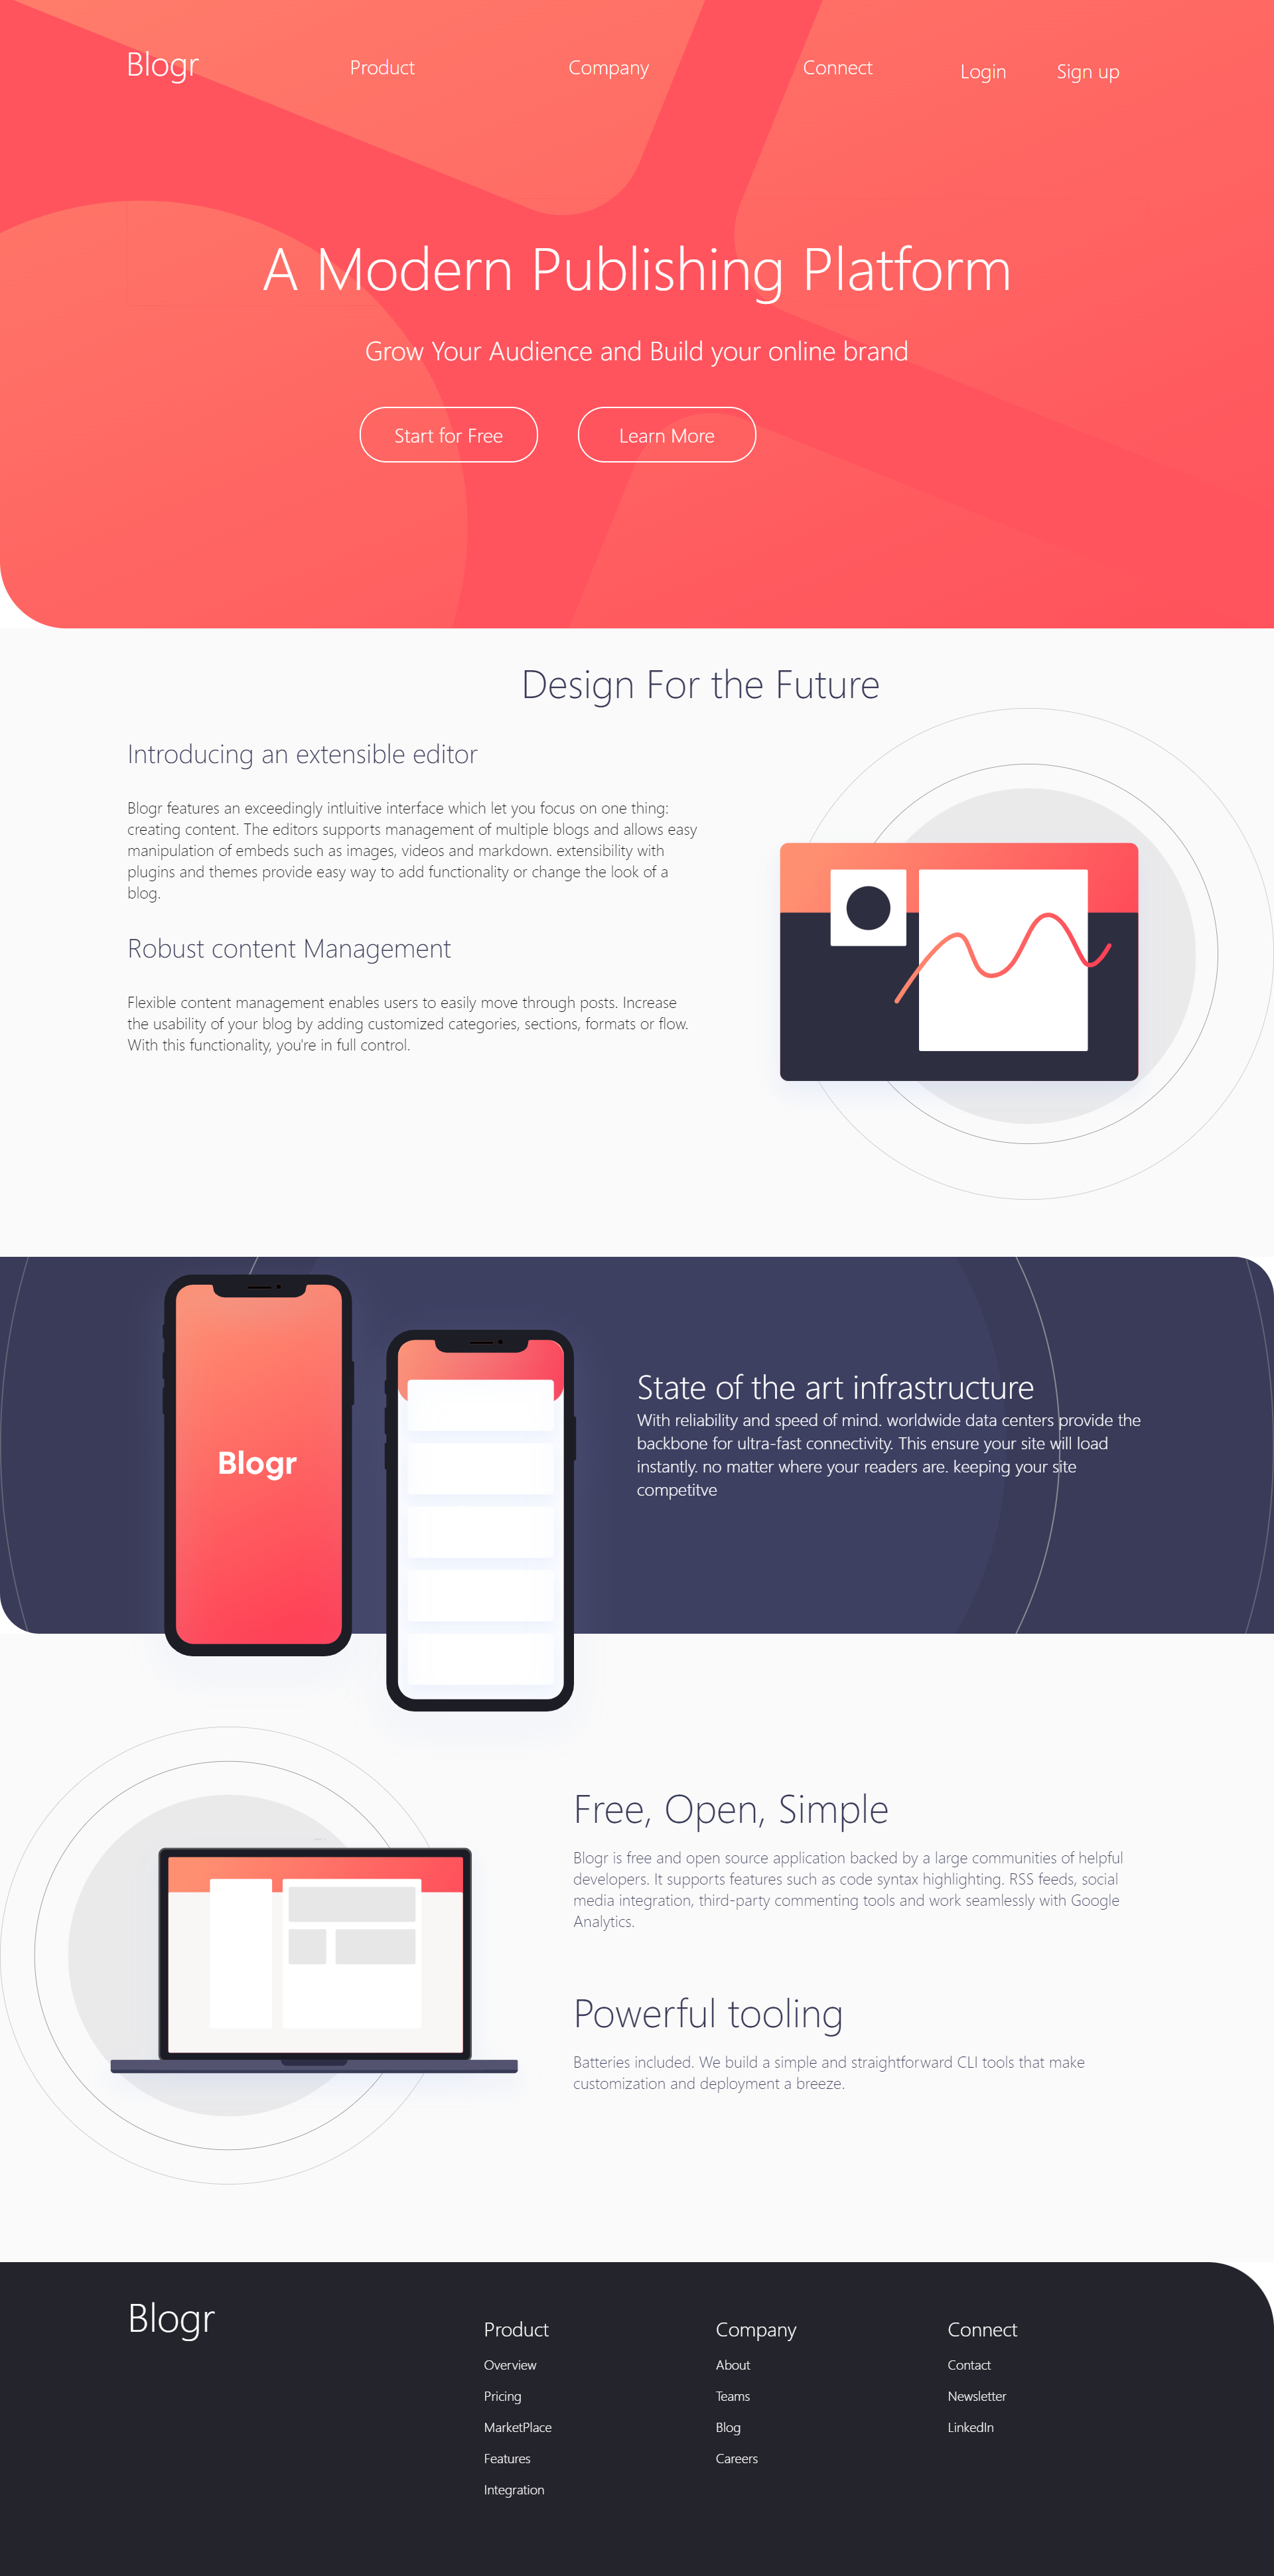 Blogr
Product
Company
Connect
Login
Sign up
A Modern Publishing Platform
Grow Your Audience and Build your online brand
Start for Free
Learn More
Design For the Future
Introducing an extensible editor
Blogr features an exceedingly intluitive interface which let you focus on one thing:
creating content. The editors supports management of multiple blogs and allows easy
manipulation of embeds such as images, videos and markdown. extensibility with
plugins and themes provide easy way to add functionality or change the look of a
blog.
Robust content Management
Flexible content management enables users to easily move through posts. Increase
the usability of your blog by adding customized categories, sections, formats or flow.
With this functionality, you're in full control.
Blogr
State of the art infrastructure
With reliability and speed of mind. worldwide data centers provide the
backbone for ultra-fast connectivity. This ensure your site will load
instantly. no matter where your readers are. keeping your site
competitve
Free, Open, Simple
Blogr is free and open source application backed by a large communities of helpful
developers. It supports features such as code syntax highlighting. RSS feeds, social
media integration, third-party commenting tools and work seamlessly with Google
Analytics.
Powerful tooling
Batteries included. We build a simple and straightforward CLI tools that make
customization and deployment a breeze.
Blogr
Product
Overview
Pricing
MarketPlace
Features
Integration
Company
About
Teams
Blog
Careers
Connect
Contact
Newsletter
LinkedIn